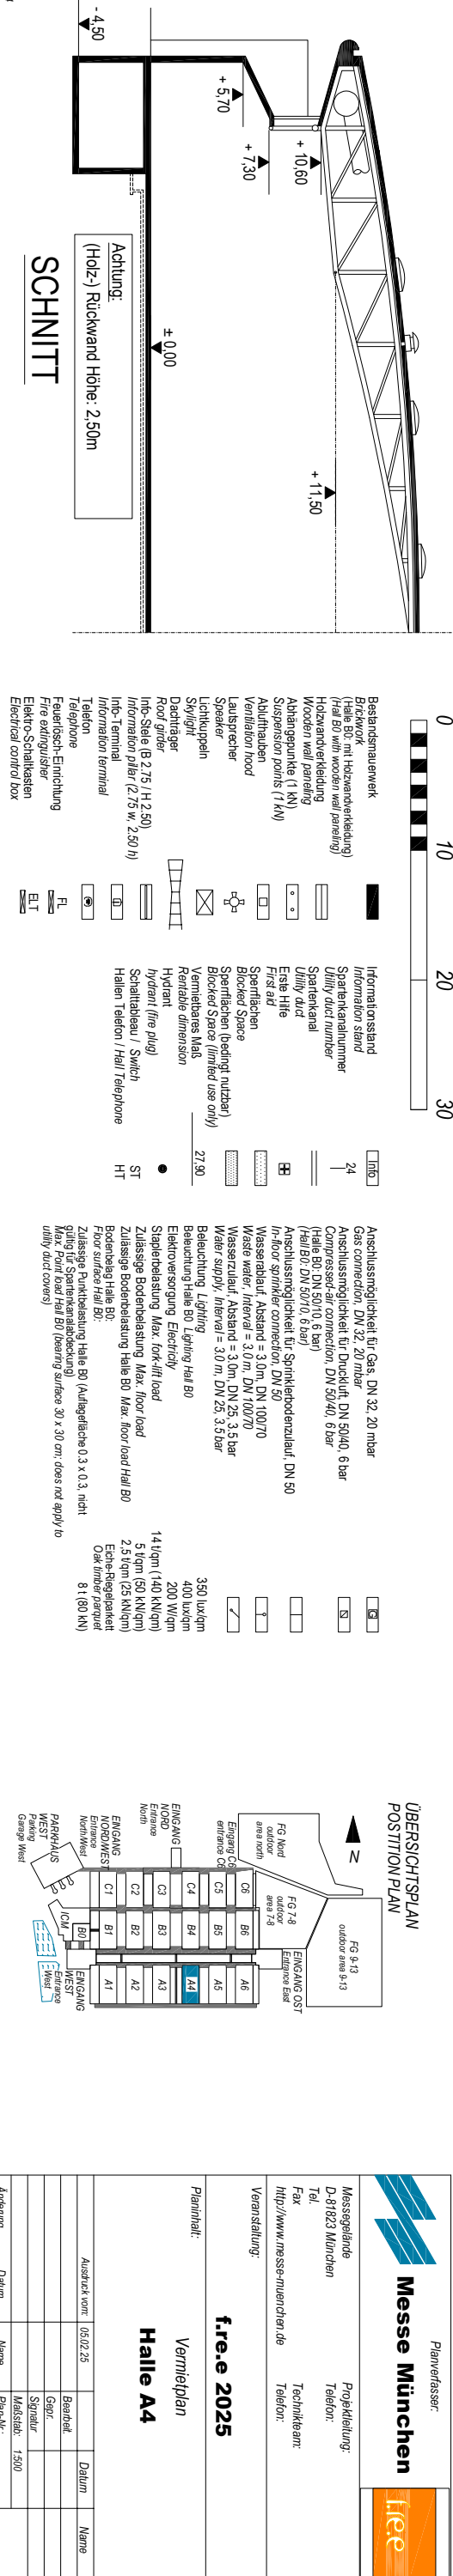 - 4,50
+ 5,70
+ 7,30
+ 10,60
± 0,00
+ 11,50
Achtung:
(Holz-) Rückwand Höhe: 2,50m
SCHNITT
0
10
20
30
Bestandsmauerwerk
Brickwork
(Halle B0: mit Holzwandverkleidung)
(Hall B0 with wooden wall paneling)
Holzwandverkleidung
Wooden wall paneling
Abhängepunkte (1 kN)
Suspension points (1 kN)
Ablufthauben
Ventilation hood
Lautsprecher
Speaker
Lichtkuppeln
Skylight
Dachträger
Roof girder
Info-Stele (B 2.75 / H 2.50)
Information pillar (2.75 w, 2.50 h)
Info-Terminal
Information terminal
Telefon
Telephone
Feuerlösch-Einrichtung
Fire extinguisher
FL
Elektro-Schaltkasten
Electrical control box
ELT
Informationsstand
Information stand
Info
Spartenkanalnummer
Utility duct number
24
Spartenkanal
Utility duct
Erste Hilfe
First aid
Sperrflächen
Blocked Space
Sperrflächen (bedingt nutzbar)
Blocked Space (limited use only)
Vermietbares Maß
Rentable dimension
27,90
Hydrant
hydrant (fire plug)
Schalttableau / Switch
ST
Hallen Telefon / Hall Telephone
HT
Anschlussmöglichkeit für Gas, DN 32, 20 mbar
Gas connection, DN 32, 20 mbar
G
Anschlussmöglichkeit für Druckluft, DN 50/40, 6 bar
Compressed-air connection, DN 50/40, 6 bar
(Halle B0: DN 50/10, 6 bar)
(Hall B0: DN 50/10, 6 bar)
Anschlussmöglichkeit für Sprinklerbodenzulauf, DN 50
In-floor sprinkler connection, DN 50
Wasserablauf, Abstand = 3.0m, DN 100/70
Waste water, Interval = 3.0 m, DN 100/70
Wasserzulauf, Abstand = 3.0m, DN 25, 3.5 bar
Water supply, Interval = 3.0 m, DN 25, 3.5 bar
Beleuchtung Lighting
350 lux/qm
Beleuchtung Halle B0 Lighting Hall B0
400 lux/qm
Elektroversorgung Electricity
200 W/qm
Staplerbelastung Max. fork-lift load
14 t/qm (140 kN/qm)
Zulässige Bodenbelastung Max. floor load
5 t/qm (50 kN/qm)
Zulässige Bodenbelastung Halle B0 Max. floor load Hall B0
2,5 t/qm (25 kN/qm)
Bodenbelag Halle B0:
Eiche-Riegelparkett
Floor surface Hall B0:
Oak timber parquet
Zulässige Punktbelastung Halle B0 (Auflagefläche 0.3 x 0.3, nicht
8 t (80 kN)
gültig für Spartenkanalabdeckung)
Max. Point load Hall B0 (bearing surface 30 x 30 cm; does not apply to
utility duct covers)
ÜBERSICHTSPLAN
POSTITION PLAN
N
FG Nord
outdoor
area north
FG 7-8
outdoor
area 7-8
FG 9-13
outdoor area 9-13
Eingang C6
entrance C6
EINGANG OST
Entrance East
EINGANG
NORD
Entrance
North
EINGANG
NORD/WEST
Entrance
North/West
PARKHAUS
WEST
Parking
Garage West
ICM
B0
EINGANG
WEST
Entrance
West
C1
C2
C3
C4
C5
C6
B1
B2
B3
B4
B5
B6
A1
A2
A3
A4
A5
A6
Planverfasser:
Messe München
f.re.e
Messegelände
D-81823 München
Tel.
Fax
http://www.messe-muenchen.de
Projektleitung:
Telefon:
Technikteam:
Telefon:
Veranstaltung:
f.re.e 2025
Planinhalt:
Vermietplan
Halle A4
Ausdruck vom: 05.02.25
Datum
Name
Bearbeit.
Gepr.
Signatur
Maßstab: 1:500
Änderung
Datum
Name
Plan-Nr.: